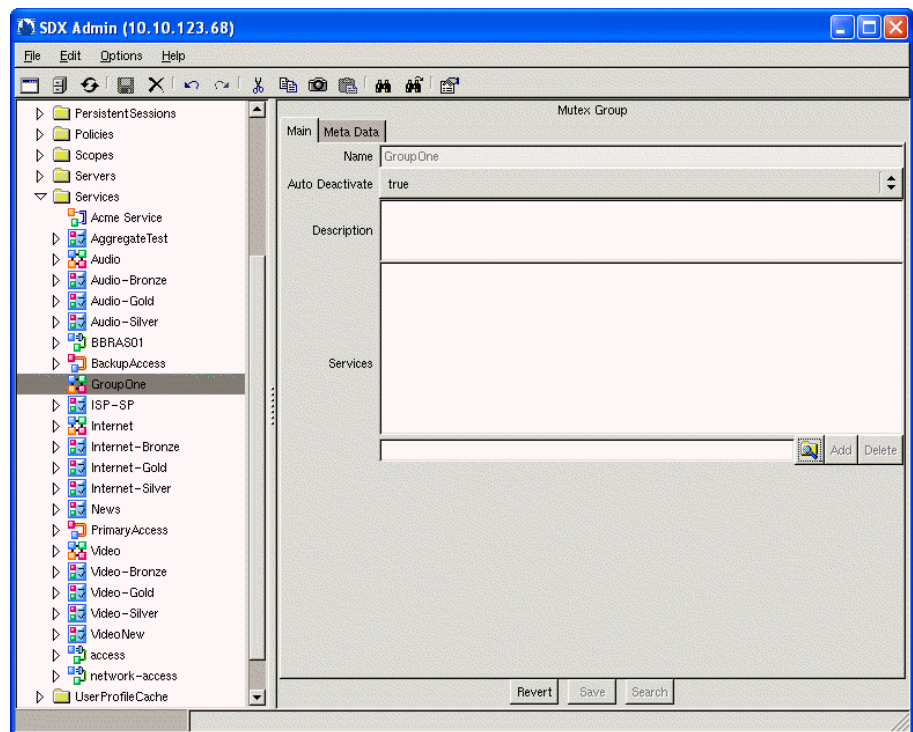 SDX Admin (10.10.123.68)
File Edit Options Help
PersistentSessions
Policies
Scopes
Servers
Services
Acme Service
AggregateTest
Audio
Audio-Bronze
Audio-Gold
Audio-Silver
BBRAS01
BackupAccess
GroupOne
ISP-SP
Internet
Internet-Bronze
Internet-Gold
Internet-Silver
News
PrimaryAccess
Video
Video-Bronze
Video-Gold
Video-Silver
VideoNew
access
network-access
UserProfileCache
Mutex Group
Main Meta Data
Name GroupOne
Auto Deactivate true
Description
Services
Add Delete
Revert Save Search